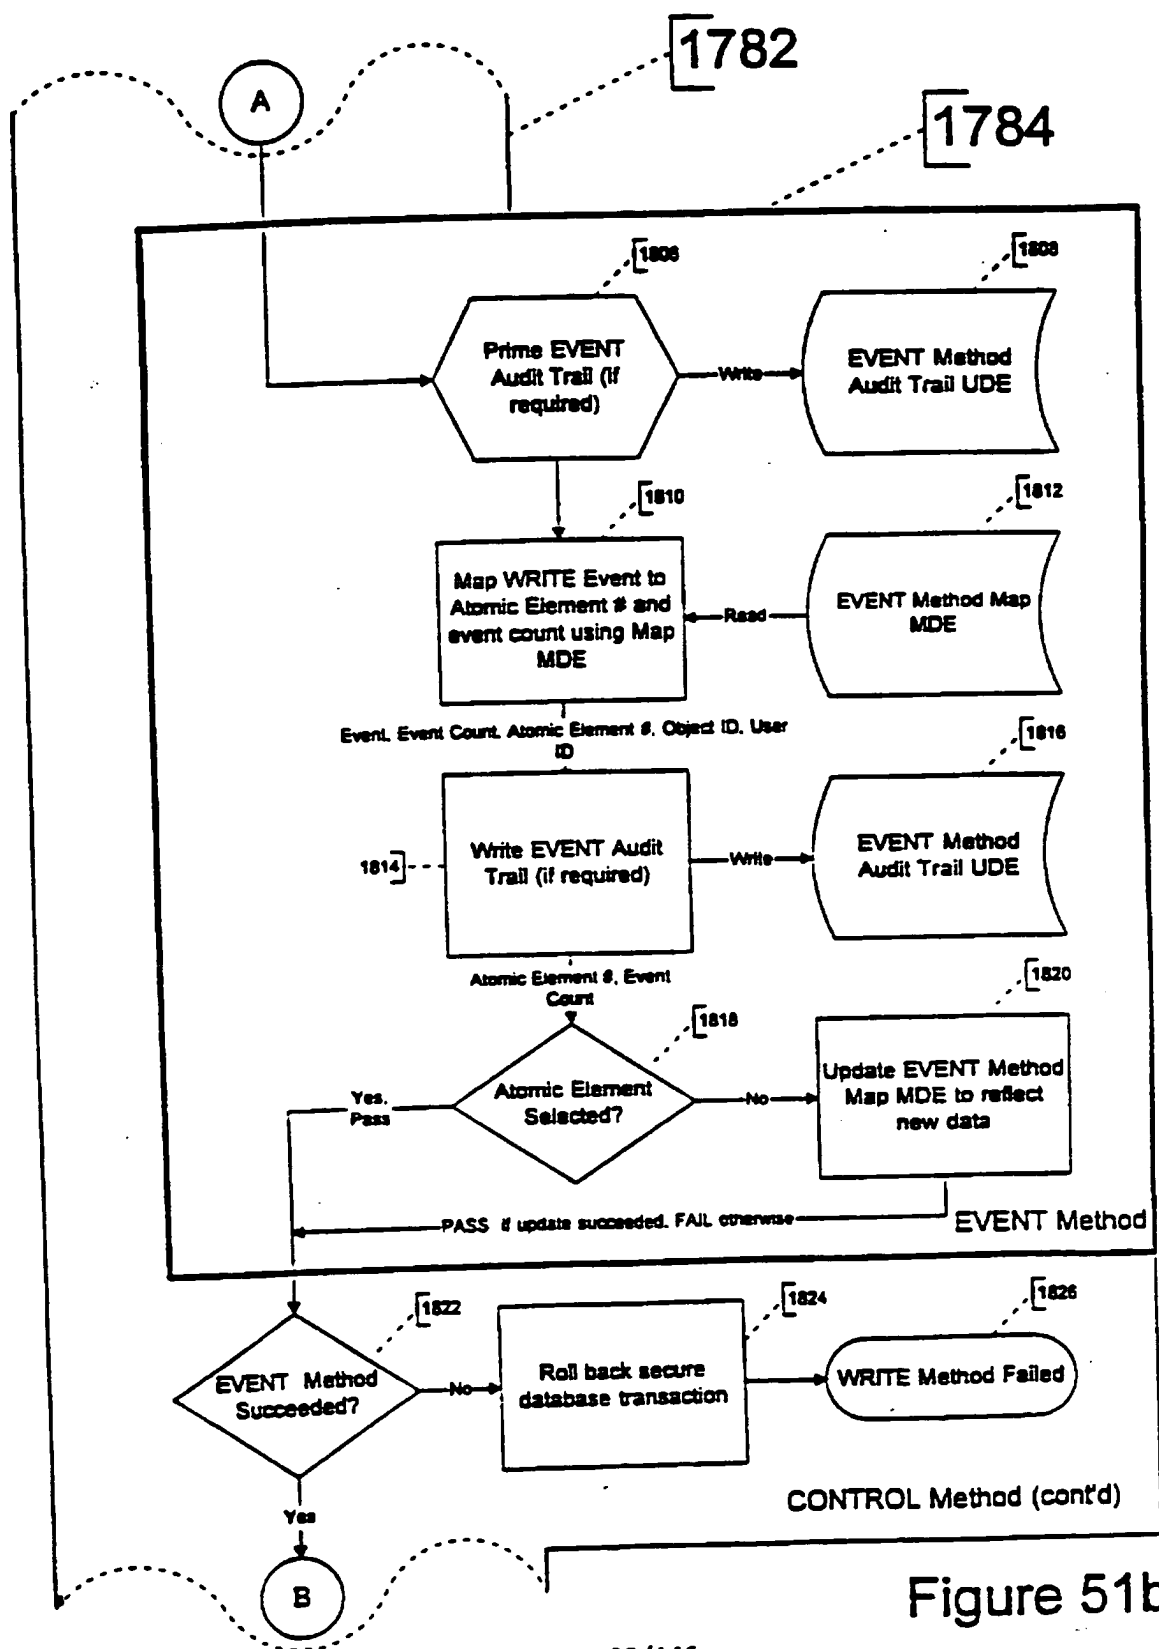 1782
A
1784
1806
1808
Prime EVENT
Audit Trail (if
required)
Write
EVENT Method
Audit Trail UDE
1810
1812
Map WRITE Event to
Atomic Element # and
event count using Map
MDE
Read
EVENT Method Map
MDE
Event, Event Count, Atomic Element #, Object ID, User
ID
1816
1814
Write EVENT Audit
Trail (if required)
Write
EVENT Method
Audit Trail UDE
Atomic Element #, Event
Count
1818
1820
Yes,
Pass
Atomic Element
Selected?
No
Update EVENT Method
Map MDE to reflect
new data
PASS if update succeeded, FAIL otherwise
EVENT Method
1822
1824
1826
EVENT Method
Succeeded?
No
Roll back secure
database transaction
WRITE Method Failed
Yes
CONTROL Method (cont'd)
B
Figure 51b